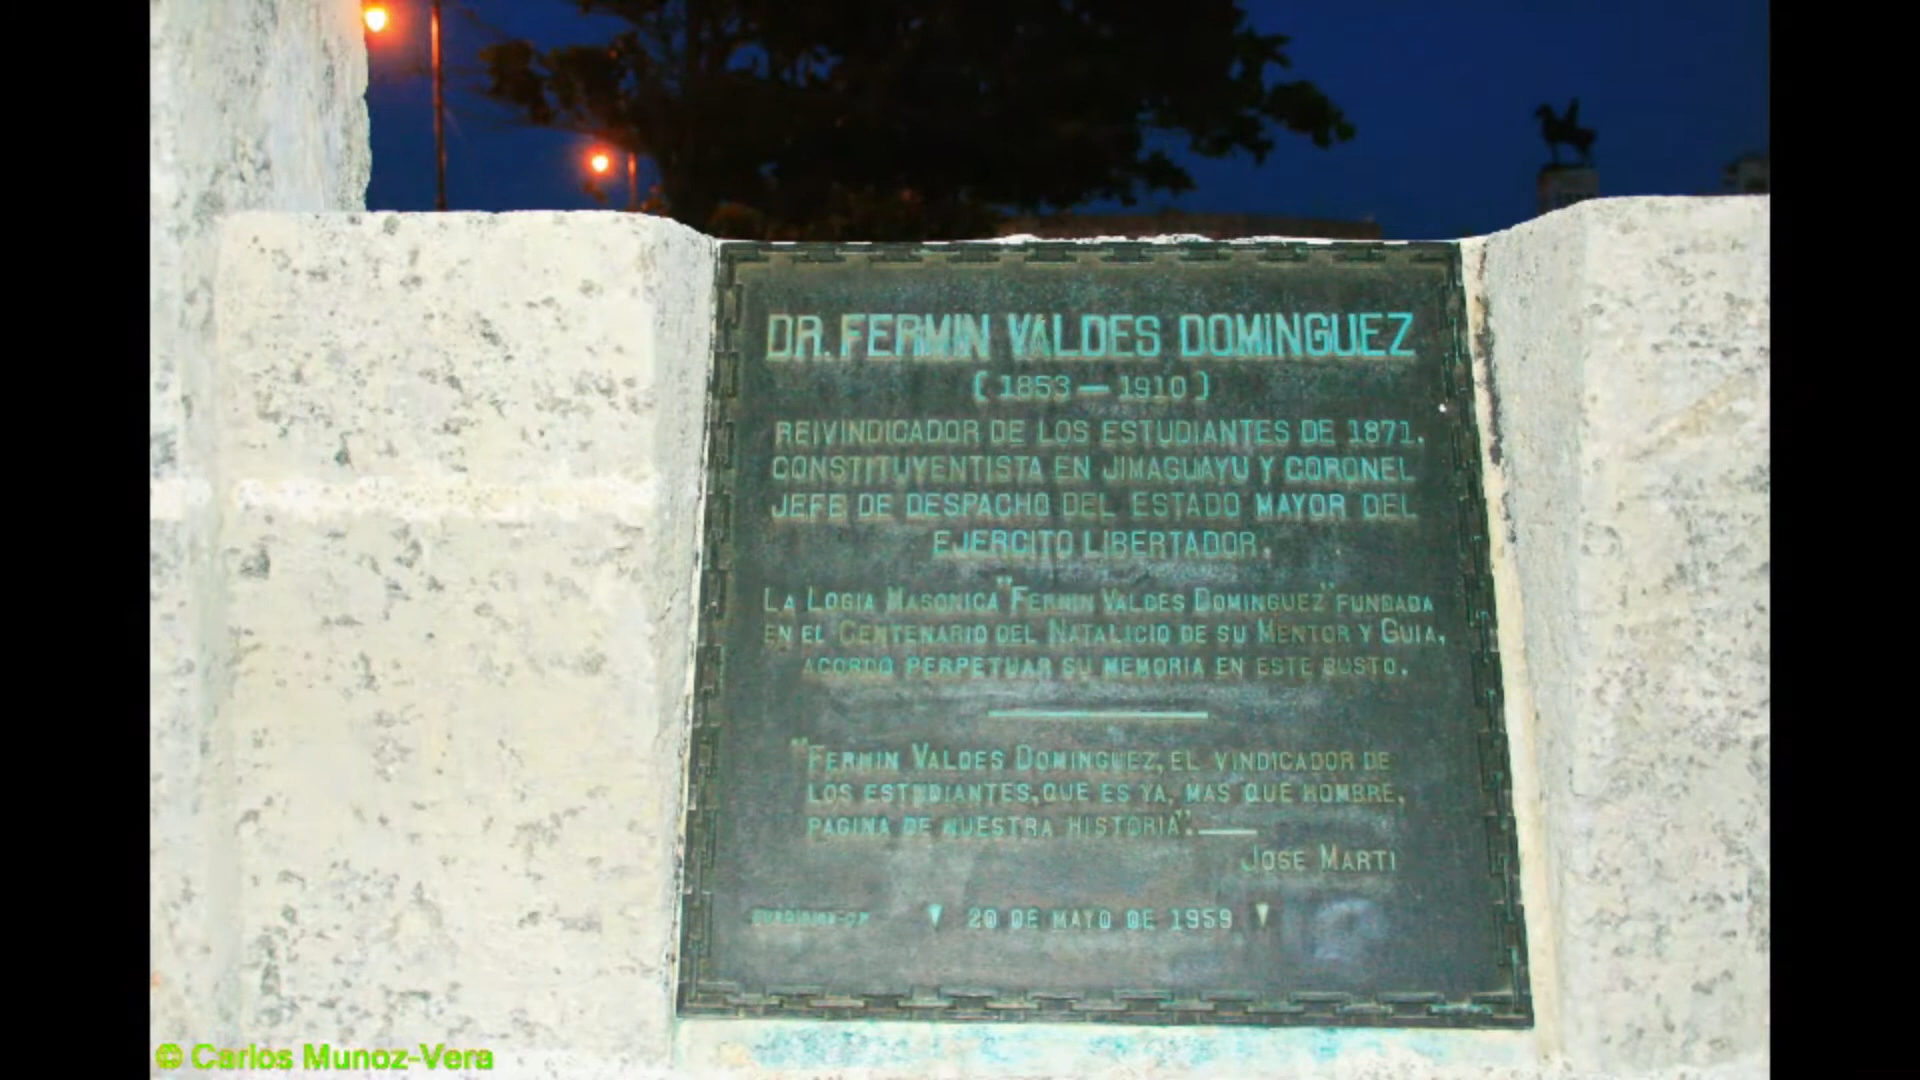 DR. FERMIN VALDES DOMINGUEZ
(1853 — 1910)
REIVINDICADOR DE LOS ESTUDIANTES DE 1871.
CONSTITUYENTISTA EN JIMAGUAYU Y CORONEL
JEFE DE DESPACHO DEL ESTADO MAYOR DEL
EJERCITO LIBERTADOR.
LA LOGIA MASONICA "FERMIN VALDES DOMINGUEZ" FUNDADA
EN EL CENTENARIO DEL NATALICIO DE SU MENTOR Y GUIA,
ACORDO PERPETUAR SU MEMORIA EN ESTE BUSTO.
"FERMIN VALDES DOMINGUEZ, EL VINDICADOR DE
LOS ESTUDIANTES, QUE ES YA, MAS QUE HOMBRE,
PAGINA DE NUESTRA HISTORIA".—
JOSE MARTI
20 DE MAYO DE 1959
© Carlos Munoz-Vera